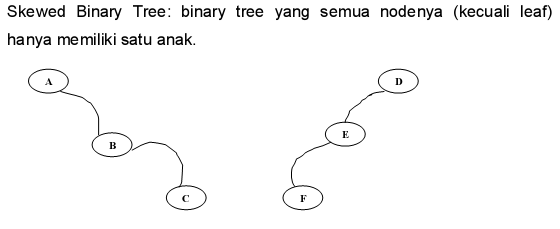 Skewed Binary Tree: binary tree yang semua nodenya (kecuali leaf)
hanya memiliki satu anak.
A
D
E
B
C
F